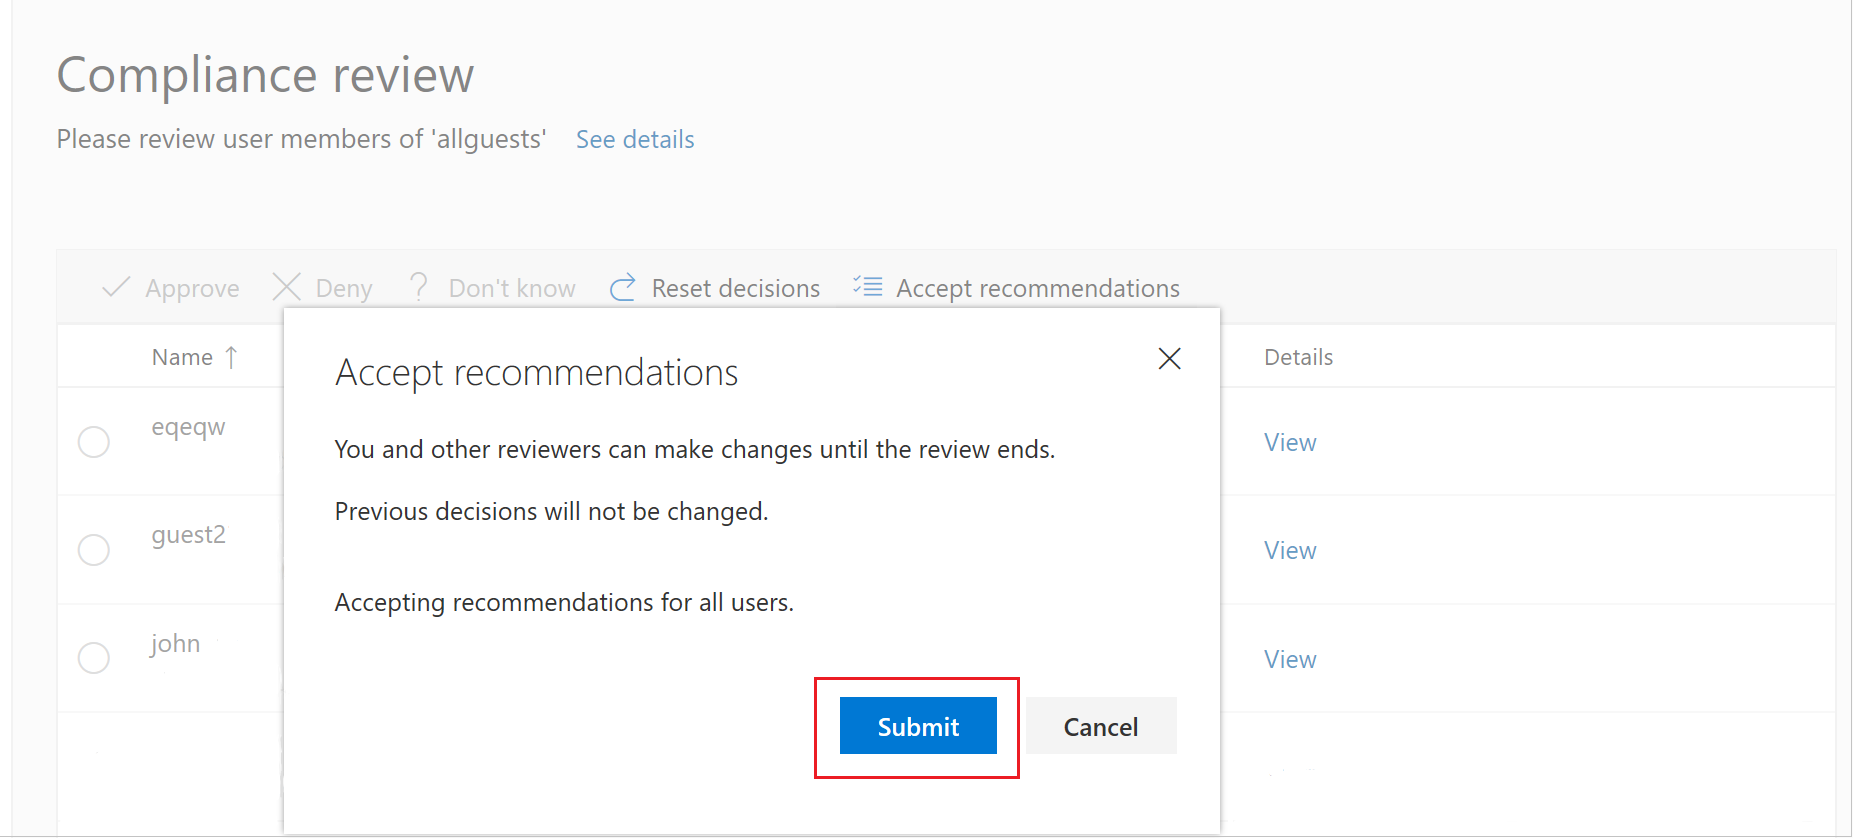 Compliance review
Please review user members of 'allguests' See details
Approve Deny Don't know Reset decisions Accept recommendations
Name Details
Accept recommendations
You and other reviewers can make changes until the review ends.
Previous decisions will not be changed.
Accepting recommendations for all users.
Submit Cancel
eqeqw View
guest2 View
john View